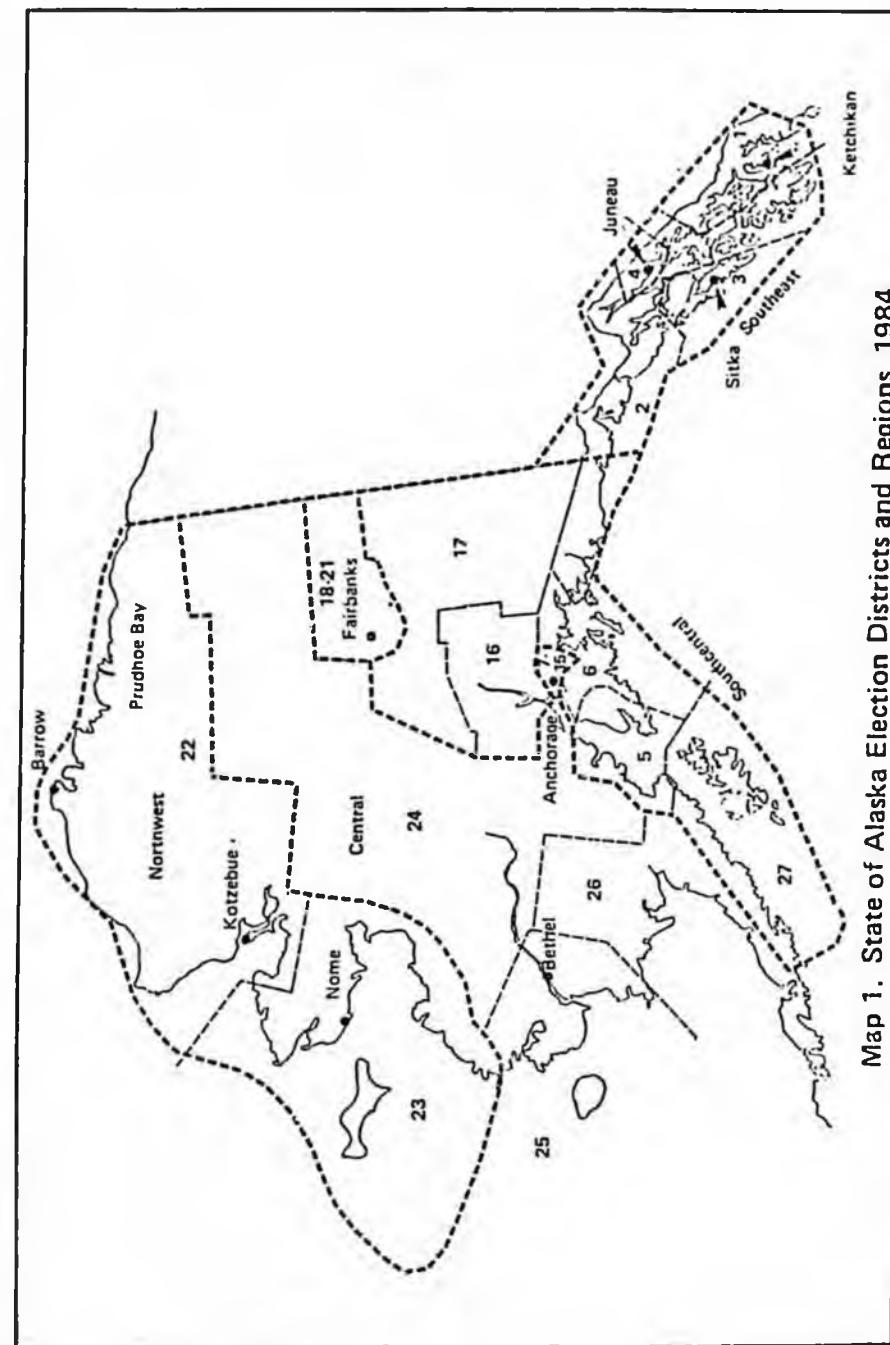 Barrow
Prudhoe Bay
Northwest
22
Kotzebue
18-21
Fairbanks
Central
24
17
Nome
16
23
7-
15
Anchorage
6
Juneau
4
1
2
3
Sitka
Southeast
Ketchikan
Southcentral
5
Bethel
26
25
27
Map 1. State of Alaska Election Districts and Regions, 1984